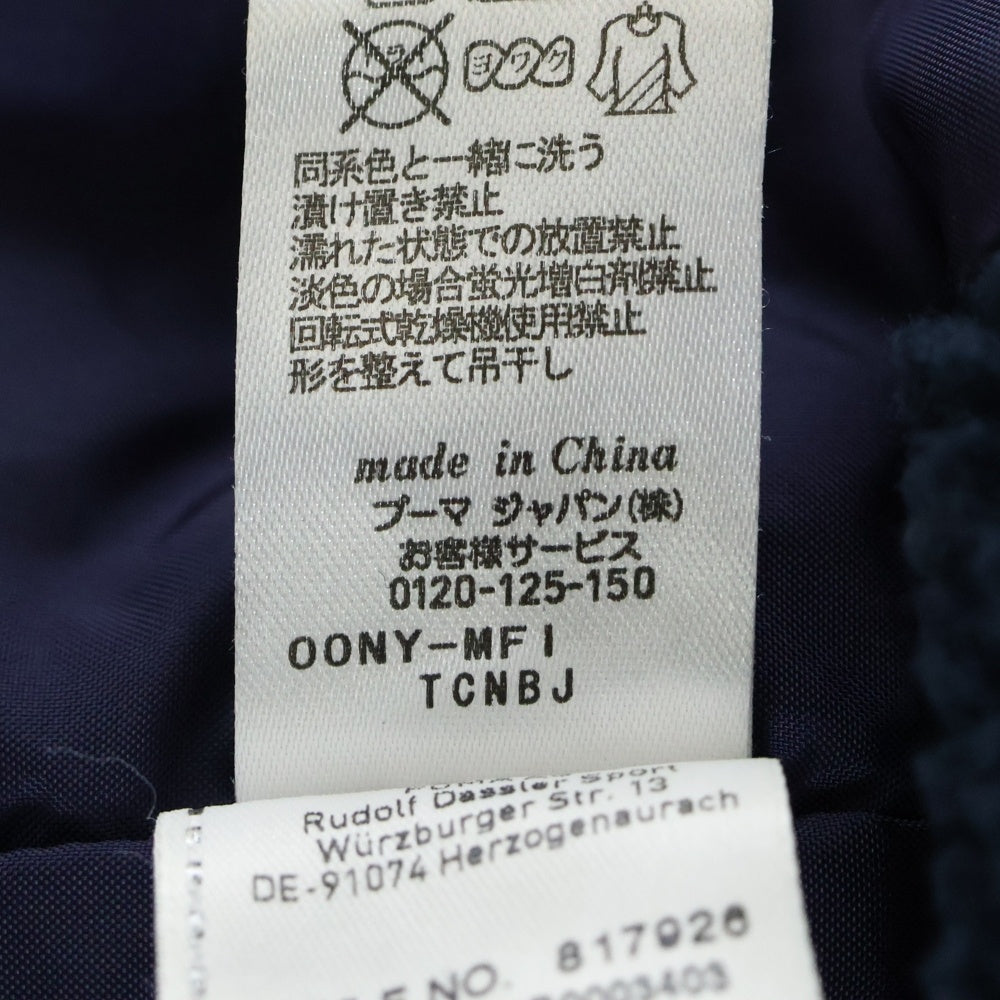 ヨワク
同系色と一緒に洗う
漬け置き禁止
濡れた状態での放置禁止
淡色の場合蛍光増白剤禁止
回転式乾燥機使用禁止
形を整えて吊干し
made in China
プーマ ジャパン(株)
お客様サービス
0120-125-150
OONY-MFI
TCNBJ
Rudolf Dassler Sport
Würzburger Str. 13
DE-91074 Herzogenaurach
NO. 817926